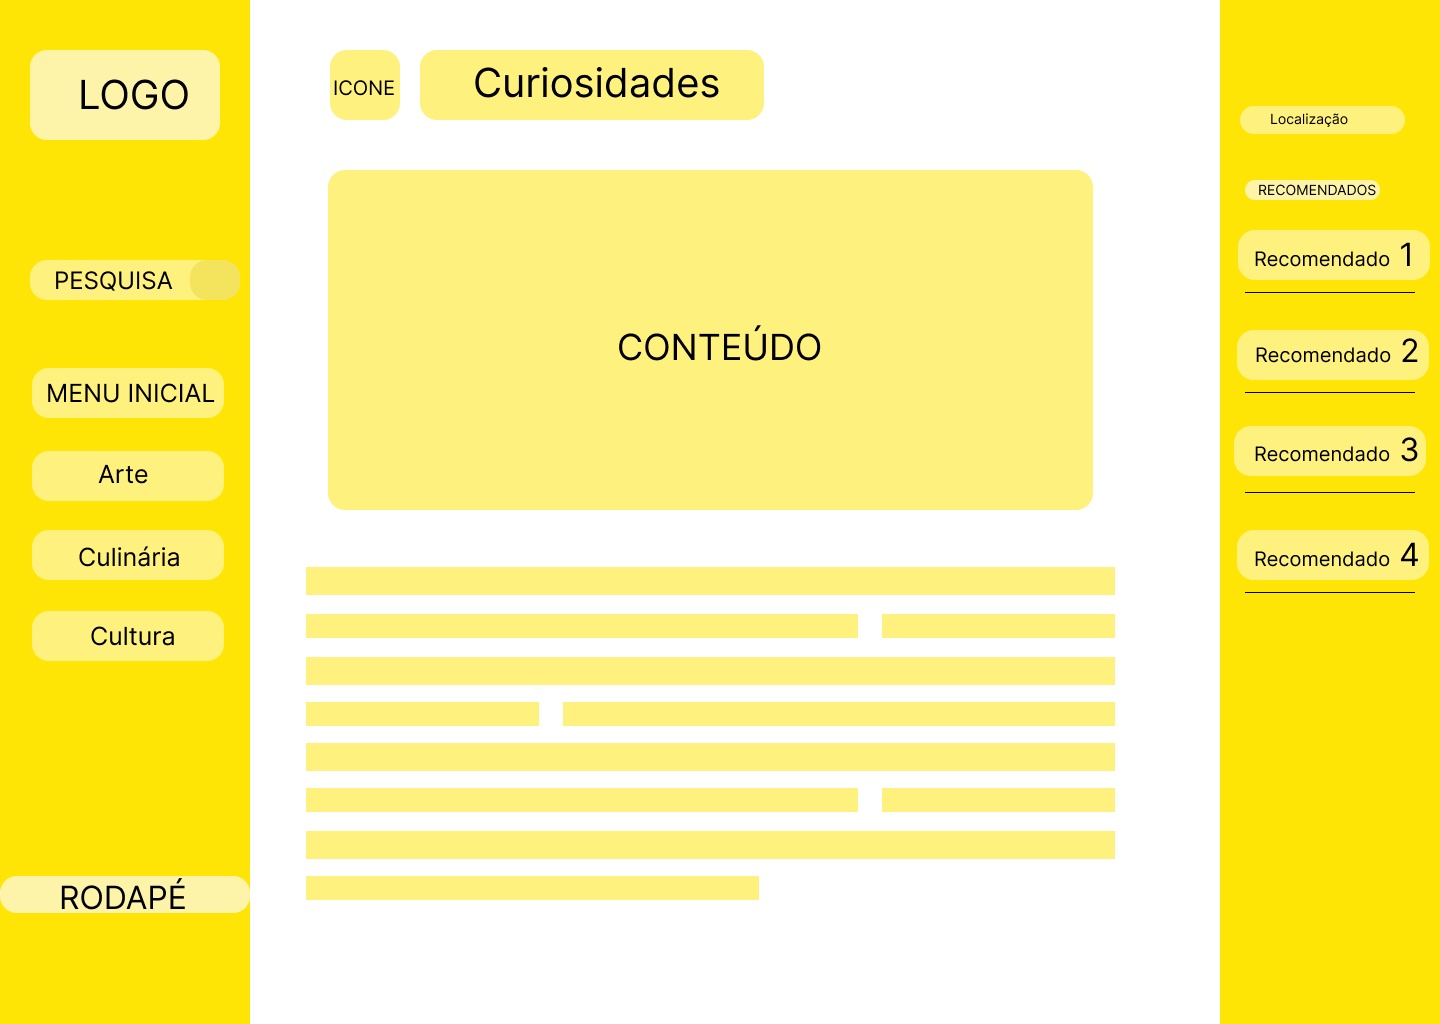 LOGO
PESQUISA
MENU INICIAL
Arte
Culinária
Cultura
RODAPÉ
ICONE
Curiosidades
CONTEÚDO
Localização
RECOMENDADOS
Recomendado 1
Recomendado 2
Recomendado 3
Recomendado 4